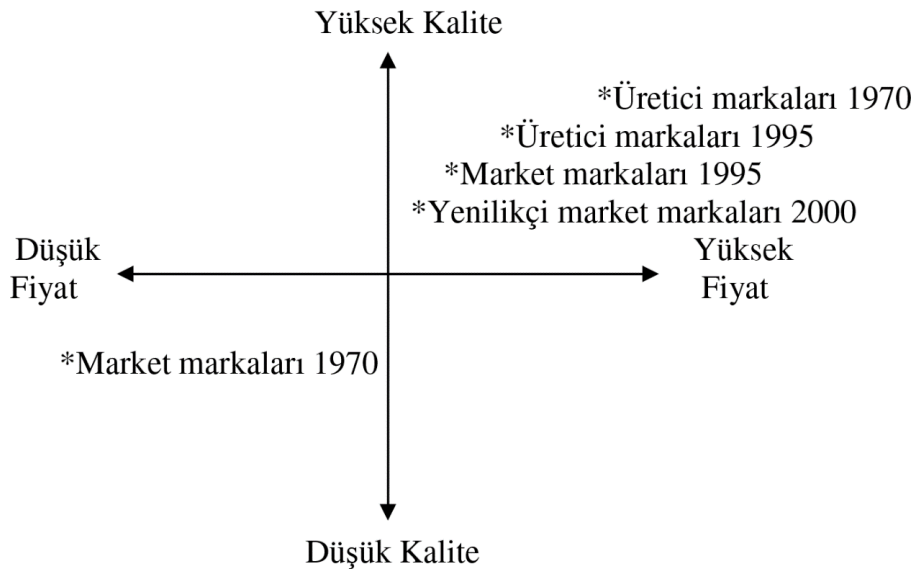 Yüksek Kalite
*Üretici markaları 1970
*Üretici markaları 1995
*Market markaları 1995
*Yenilikçi market markaları 2000
Düşük
Fiyat
Yüksek
Fiyat
*Market markaları 1970
Düşük Kalite